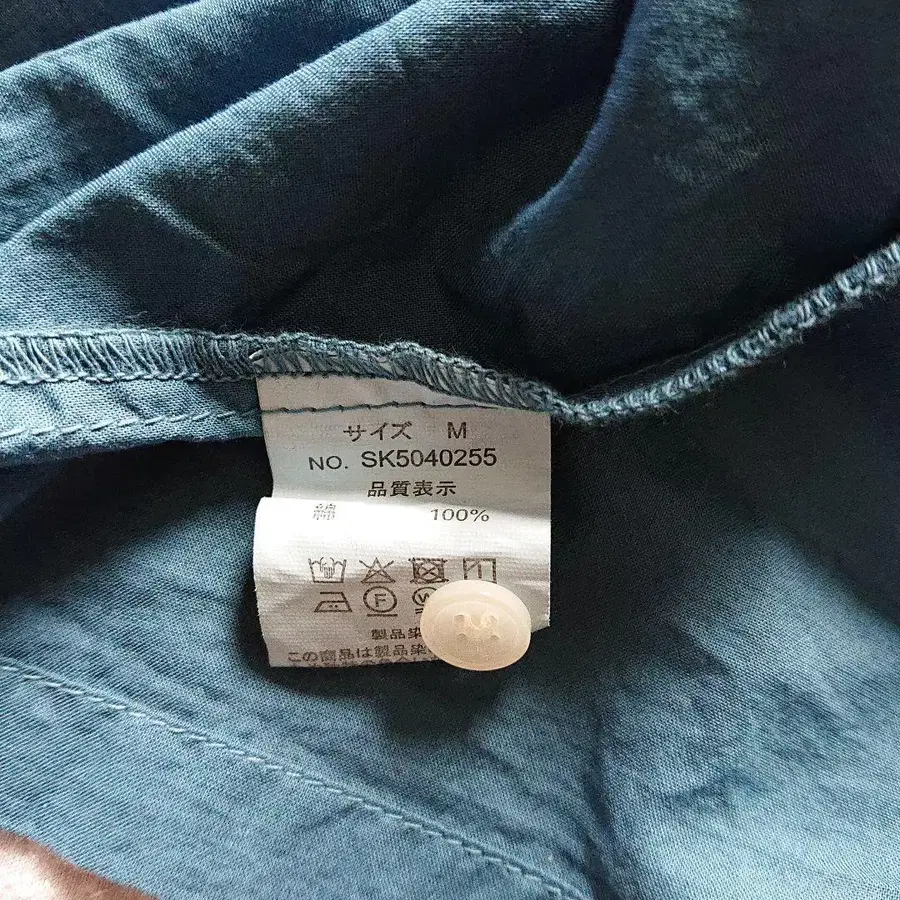 サイズ M
NO. SK5040255
品質表示
綿 100%
F
W
製品染
この商品は製品染